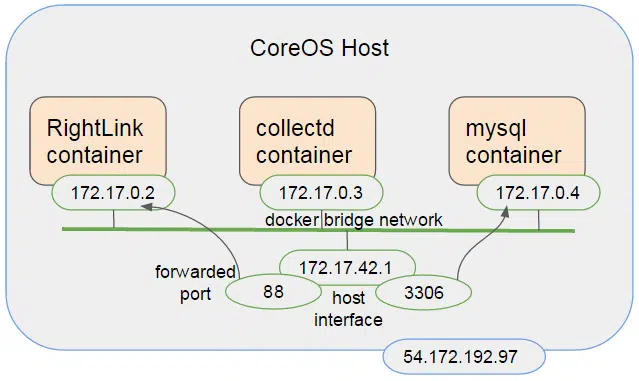 CoreOS Host
RightLink
container
collectd
container
mysql
container
172.17.0.2
172.17.0.3
172.17.0.4
docker bridge network
172.17.42.1
forwarded
port
88
host
interface
3306
54.172.192.97